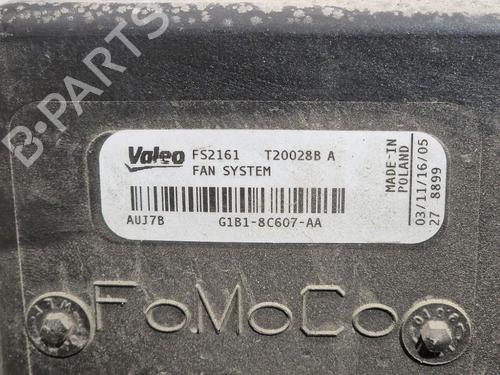 B-PARTS
Valeo FS2161 T20028B A
FAN SYSTEM
AUJ7B G1B1-8C607-AA
MADE-IN
POLAND
03/11/16/05
27 8899
FoMoCo